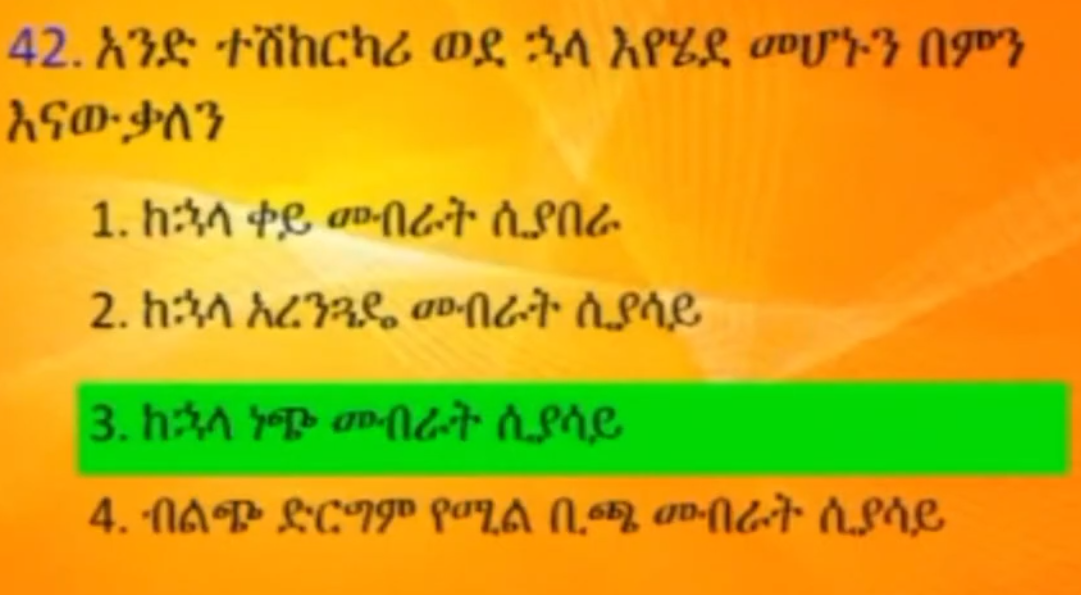 42. አንድ ተሽከርካሪ ወደ ኋላ እየሄደ መሆኑን በምን
እናውቃለን
1. ከኋላ ቀይ መብራት ሲያበራ
2. ከኋላ አረንጓዴ መብራት ሲያሳይ
3. ከኋላ ነጭ መብራት ሲያሳይ
4. ብልጭ ድርግም የሚል ቢጫ መብራት ሲያሳይ